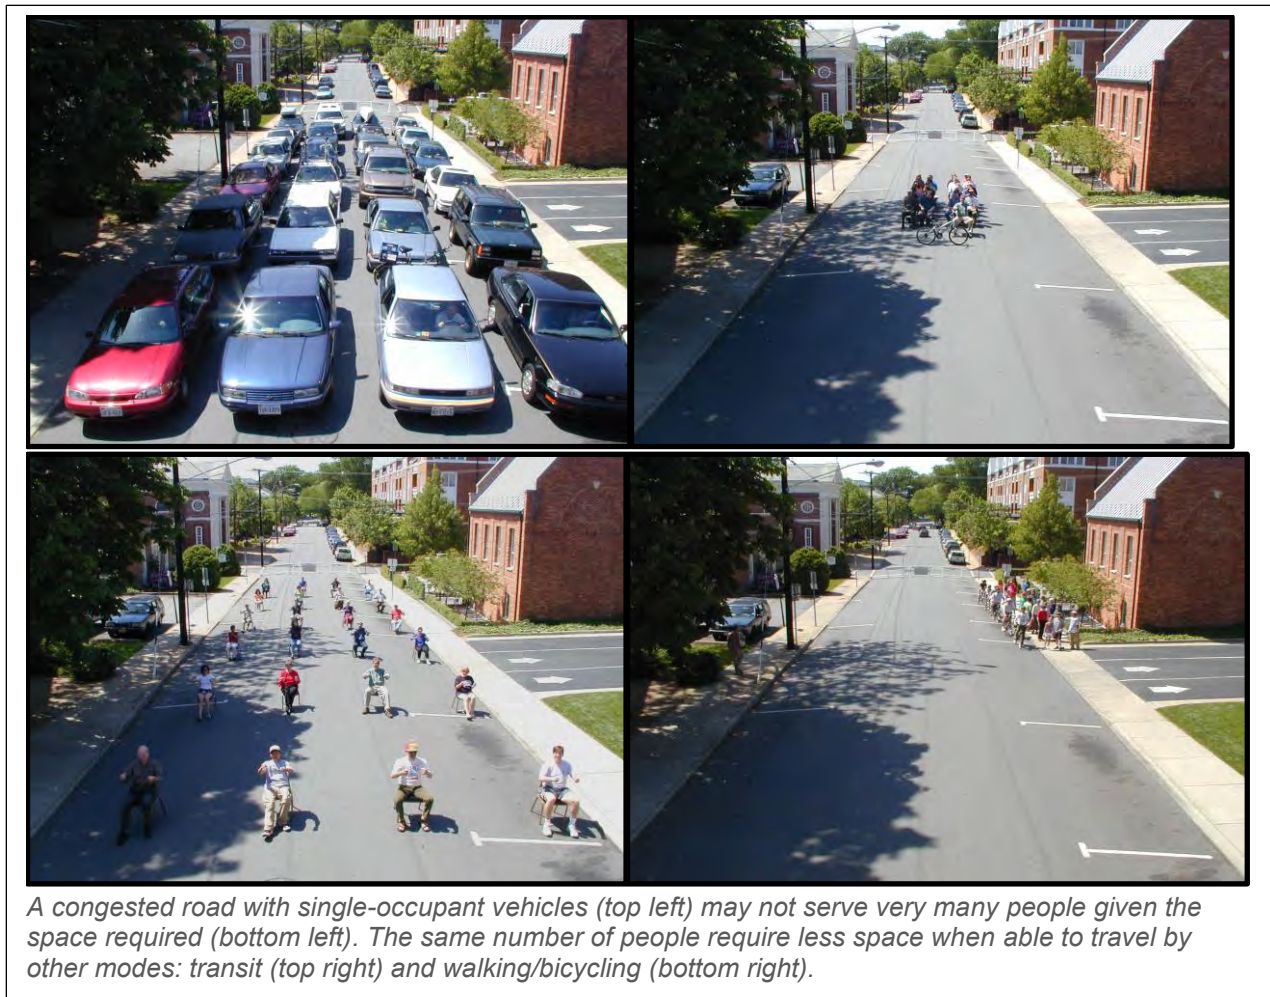 A congested road with single-occupant vehicles (top left) may not serve very many people given the
space required (bottom left). The same number of people require less space when able to travel by
other modes: transit (top right) and walking/bicycling (bottom right).